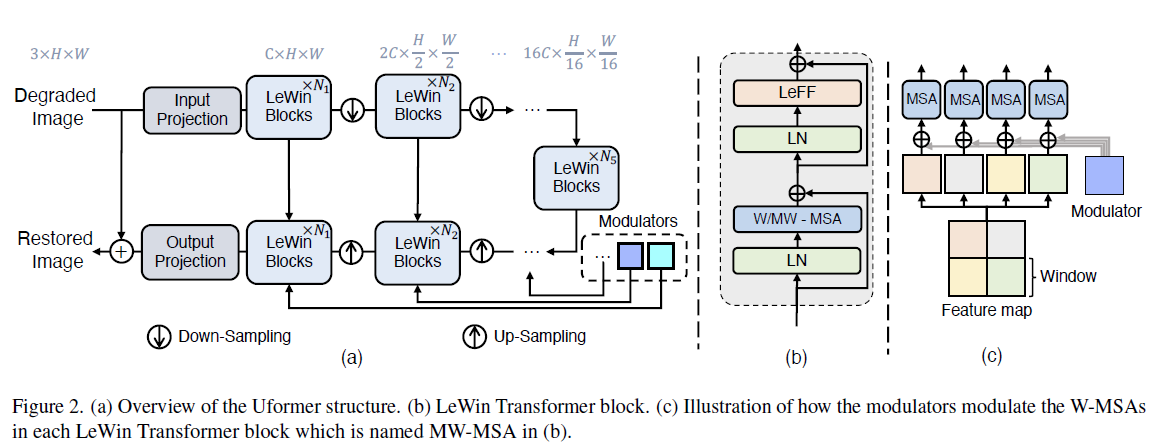 3×H×W
C×H×W
2C×H/2×W/2
...
16C×H/16×W/16
Degraded
Image
Input
Projection
LeWin
Blocks
×N1
LeWin
Blocks
×N2
...
LeWin
Blocks
×N5
Modulators
...
Restored
Image
Output
Projection
LeWin
Blocks
×N1
LeWin
Blocks
×N2
...
Down-Sampling
Up-Sampling
(a)
LeFF
LN
W/MW - MSA
LN
(b)
MSA
MSA
MSA
MSA
Modulator
Window
Feature map
(c)
Figure 2. (a) Overview of the Uformer structure. (b) LeWin Transformer block. (c) Illustration of how the modulators modulate the W-MSAs
in each LeWin Transformer block which is named MW-MSA in (b).